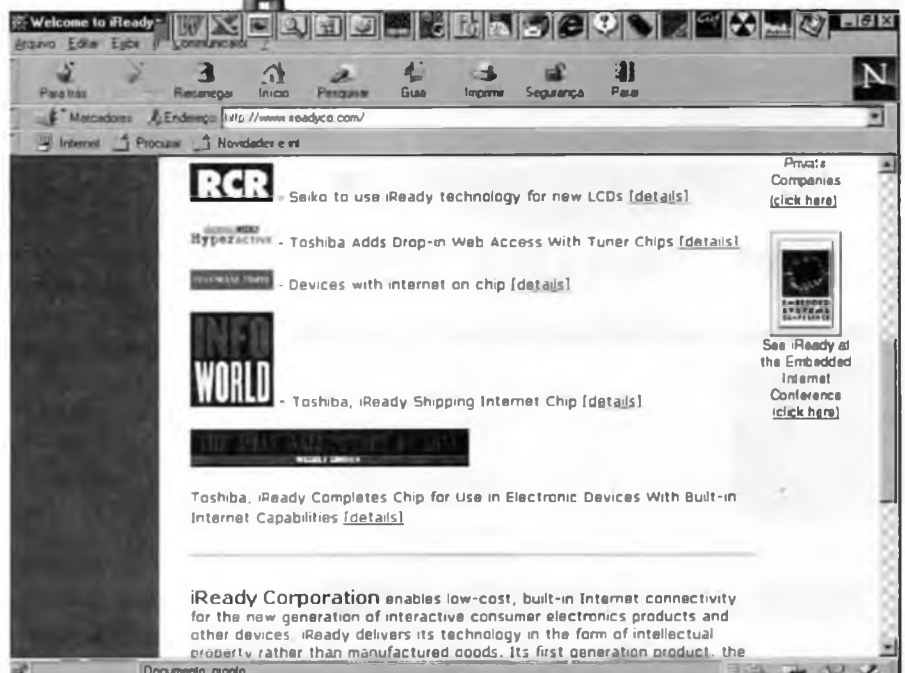 Welcome to iReady
Arquivo Editar Exibir Ir Communicator ?
Para trás Recarregar Início Pesquisar Guia Imprimir Segurança Parar
N
Marcadores Endereço: http://www.ireadyco.com/
Internet Procurar Novidades e
RCR - Seiko to use iReady technology for new LCDs [details]
Hyperactive - Toshiba Adds Drop-in Web Access With Tuner Chips [details]
- Devices with internet on chip [details]
INFO
WORLD - Toshiba, iReady Shipping Internet Chip [details]
Toshiba, iReady Completes Chip for Use in Electronic Devices With Built-in
Internet Capabilities [details]
iReady Corporation enables low-cost, built-in Internet connectivity
for the new generation of interactive consumer electronics products and
other devices. iReady delivers its technology in the form of intellectual
property rather than manufactured goods. Its first generation product, the
Private
Companies
(click here)
EMBEDDED
SYSTEMS
CONFERENCE
See iReady at
the Embedded
Internet
Conference
(click here)
Documento: pronto